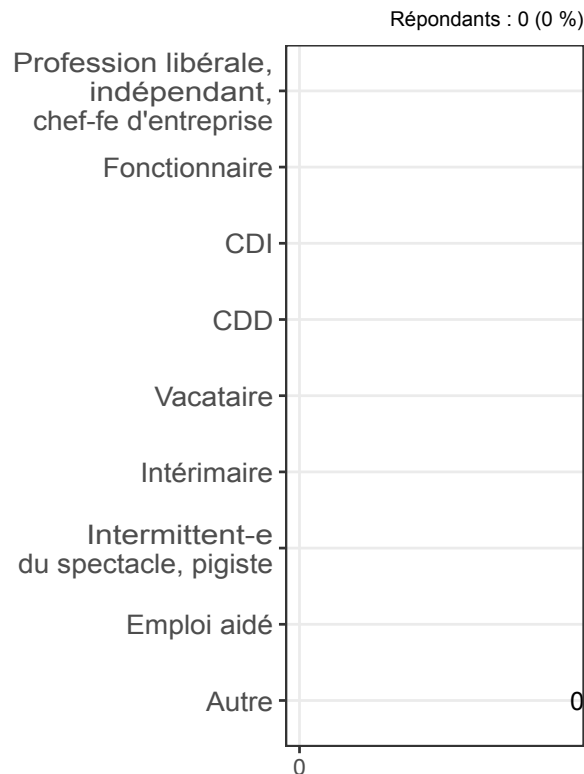 Répondants : 0 (0 %)
Profession libérale,
indépendant,
chef-fe d'entreprise
Fonctionnaire
CDI
CDD
Vacataire
Intérimaire
Intermittent-e
du spectacle, pigiste
Emploi aidé
Autre
0
0